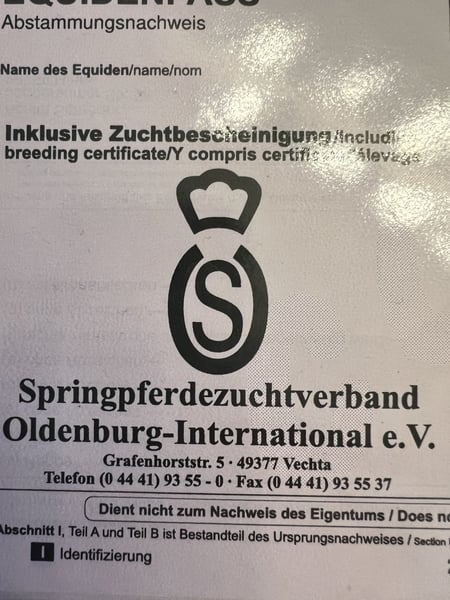 EQUIDENPASS
Abstammungsnachweis
Name des Equiden/name/nom
Inklusive Zuchtbescheinigung/Includi
breeding certificate/Y compris certific d'élevage
S
Springpferdezuchtverband
Oldenburg-International e.V.
Grafenhorststr. 5 · 49377 Vechta
Telefon (0 44 41) 93 55 - 0 · Fax (0 44 41) 93 55 37
Dient nicht zum Nachweis des Eigentums / Does no
Abschnitt I, Teil A und Teil B ist Bestandteil des Ursprungsnachweises / Section
I Identifizierung